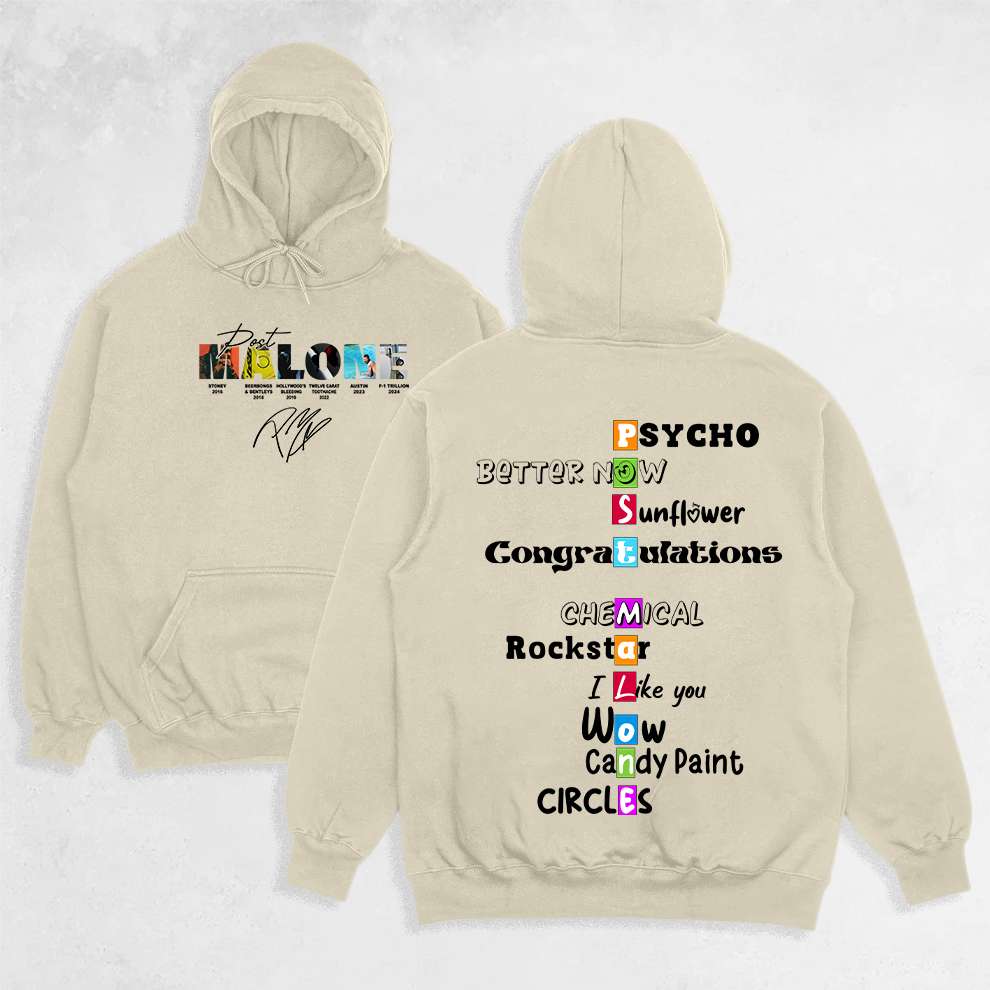 Post
MALONE
STONEY BEERBONGS HOLLYWOOD'S TWELVE CARAT AUSTIN F-1 TRILLION
2016 & BENTLEYS BLEEDING TOOTHACHE 2023 2024
2018 2019 2022
PSYCHO
BETTER NOW
Sunflower
Congratulations
CHEMICAL
Rockstar
I Like you
Wow
Candy Paint
CIRCLES